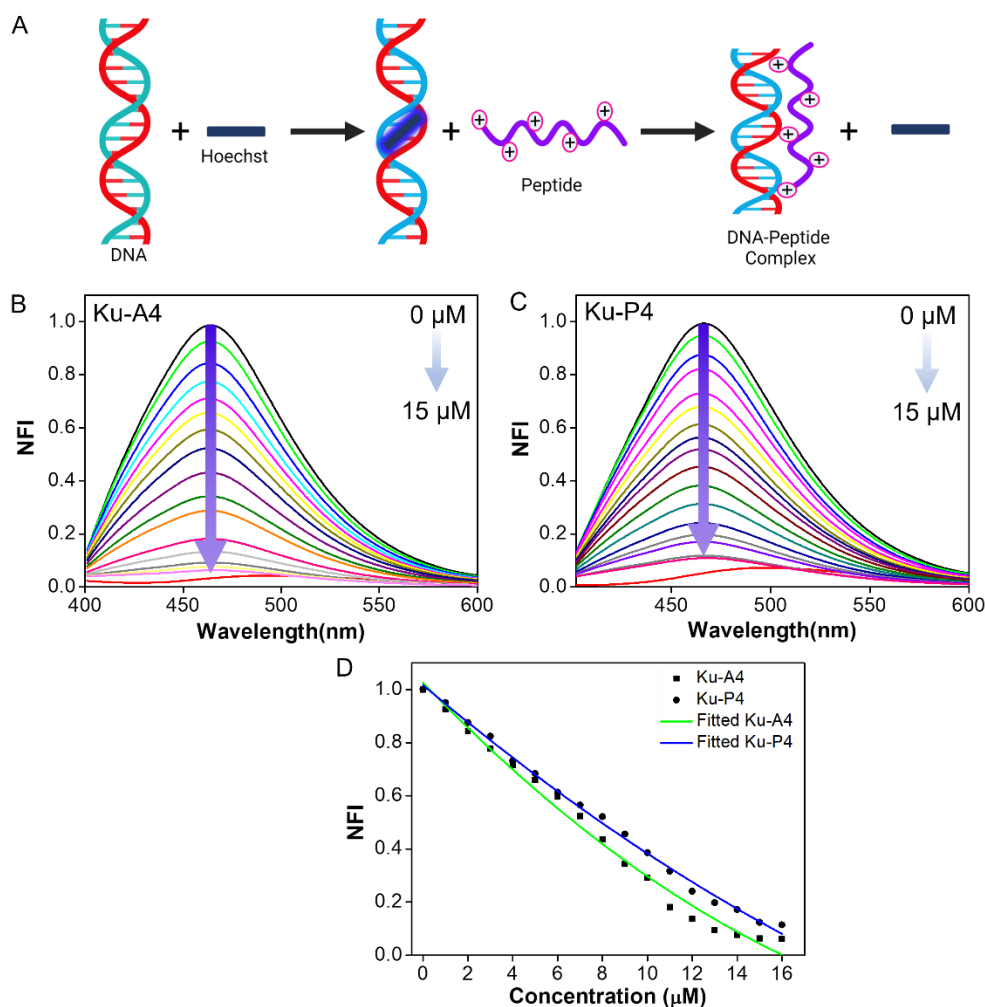 A
+
Hoechst
+
Peptide
+
DNA
DNA-Peptide
Complex
B
Ku-A4
0 μM
15 μM
NFI
1.0
0.8
0.6
0.4
0.2
0.0
400
450
500
550
600
Wavelength(nm)
C
Ku-P4
0 μM
15 μM
NFI
1.0
0.8
0.6
0.4
0.2
0.0
450
500
550
600
Wavelength(nm)
D
Ku-A4
Ku-P4
Fitted Ku-A4
Fitted Ku-P4
NFI
1.0
0.8
0.6
0.4
0.2
0.0
0 2 4 6 8 10 12 14 16
Concentration (μM)